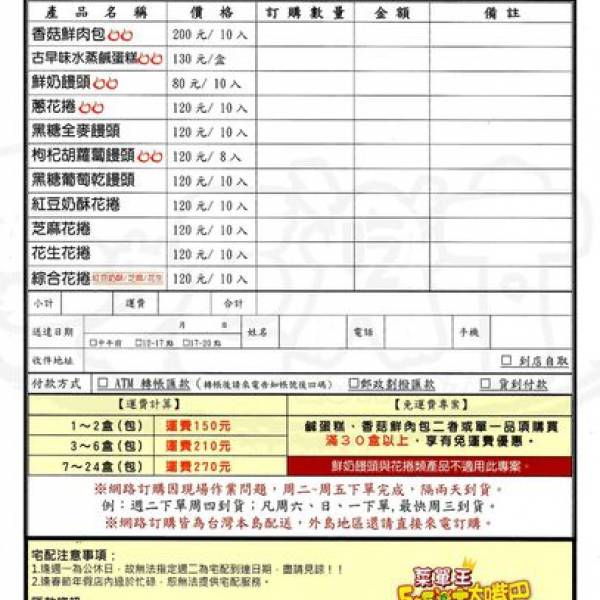 產品名稱 價格 訂購數量 金額 備註
香菇鮮肉包 200元/10入
古早味水蒸鹹蛋糕 130元/盒
鮮奶饅頭 80元/10入
蔥花捲 120元/10入
黑糖全麥饅頭 120元/10入
枸杞胡蘿蔔饅頭 120元/8入
黑糖葡萄乾饅頭 120元/10入
紅豆奶酥花捲 120元/10入
芝麻花捲 120元/10入
花生花捲 120元/10入
綜合花捲 紅豆奶酥/芝麻/花生 120元/10入
小計 運費 合計
送達日期 月 日 姓名 電話 手機
□中午前 □12-17點 □17-20點
收件地址 □ 到店自取
付款方式 □ ATM 轉帳匯款 (轉帳後請來電告知帳號後四碼) □郵政劃撥匯款 □ 貨到付款
【運費計算】 【免運費專案】
1～2盒(包) 運費150元 鹹蛋糕、香菇鮮肉包二者或單一品項購買
3～6盒(包) 運費210元 滿30盒以上，享有免運費優惠。
7～24盒(包) 運費270元 鮮奶饅頭與花捲類產品不適用此專案。
※網路訂購因現場作業問題，周二~周五下單完成，隔兩天到貨。
例：週二下單周四到貨；凡周六、日、一下單，最快周三到貨。
※網路訂購皆為台灣本島配送，外島地區還請直接來電訂購。
宅配注意事項：
1.逢週一為公休日，故無法指定週二為宅配到達日期，盡請見諒！！
2.逢春節年假店內過於忙碌，恕無法提供宅配服務。
菜單王